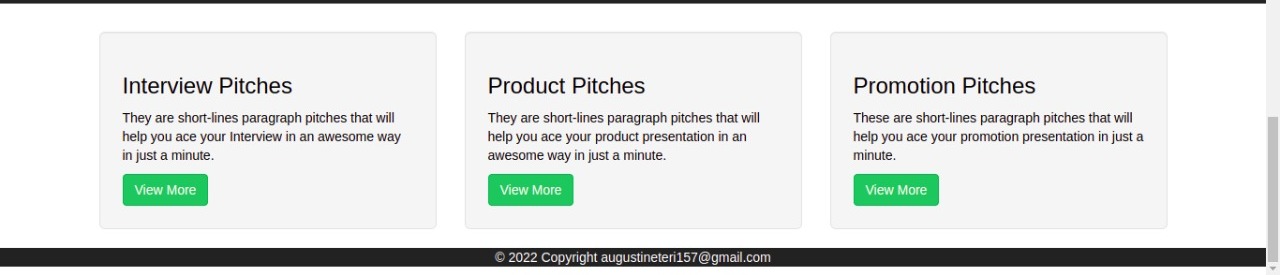 Interview Pitches
They are short-lines paragraph pitches that will
help you ace your Interview in an awesome way
in just a minute.
View More
Product Pitches
They are short-lines paragraph pitches that will
help you ace your product presentation in an
awesome way in just a minute.
View More
Promotion Pitches
These are short-lines paragraph pitches that will
help you ace your promotion presentation in just a
minute.
View More
© 2022 Copyright augustineteri157@gmail.com